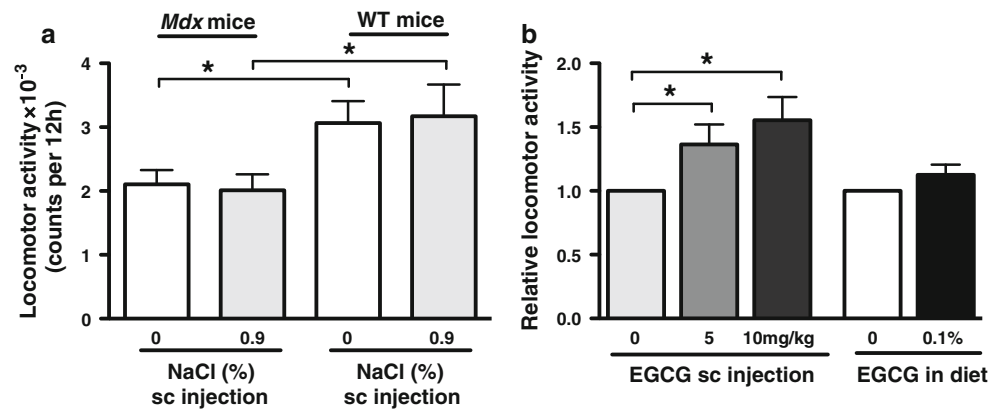 a
Mdx mice
WT mice
Locomotor activity×10⁻³
(counts per 12h)
4
3
2
1
0
*
*
0
0.9
0
0.9
NaCl (%)
sc injection
NaCl (%)
sc injection
b
Relative locomotor activity
2.0
1.5
1.0
0.5
0.0
*
*
0
5
10mg/kg
0
0.1%
EGCG sc injection
EGCG in diet